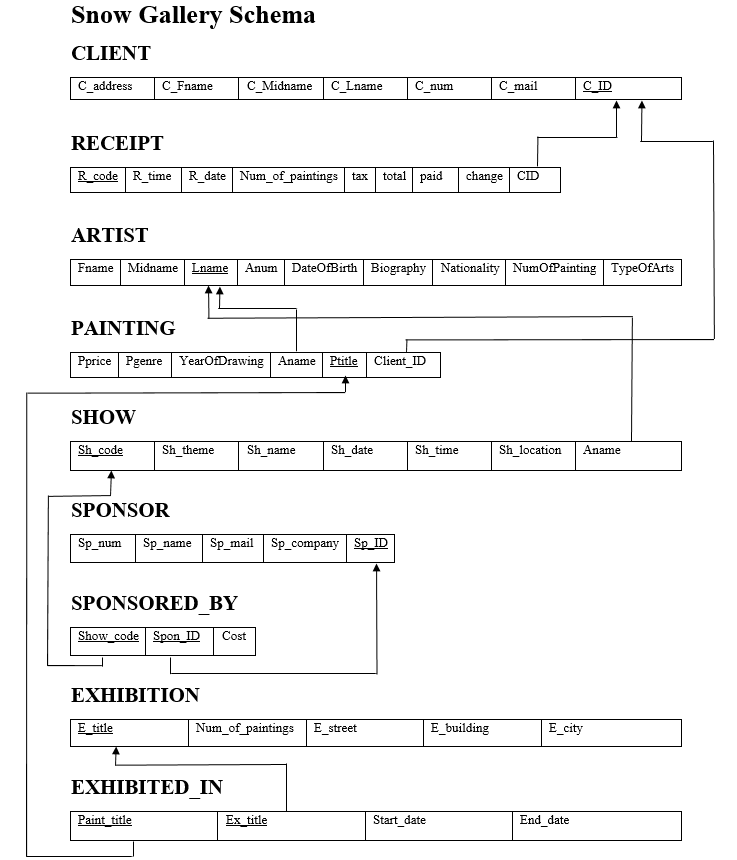 Snow Gallery Schema
CLIENT
C_address C_Fname C_Midname C_Lname C_num C_mail C_ID
RECEIPT
R_code R_time R_date Num_of_paintings tax total paid change CID
ARTIST
Fname Midname Lname Anum DateOfBirth Biography Nationality NumOfPainting TypeOfArts
PAINTING
Pprice Pgenre YearOfDrawing Aname Ptitle Client_ID
SHOW
Sh_code Sh_theme Sh_name Sh_date Sh_time Sh_location Aname
SPONSOR
Sp_num Sp_name Sp_mail Sp_company Sp_ID
SPONSORED_BY
Show_code Spon_ID Cost
EXHIBITION
E_title Num_of_paintings E_street E_building E_city
EXHIBITED_IN
Paint_title Ex_title Start_date End_date